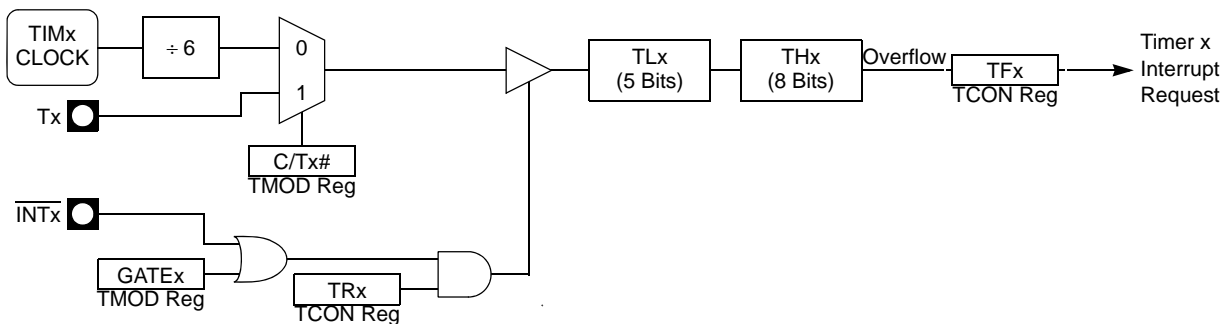 TIMx
CLOCK
÷ 6
0
1
Tx
C/Tx#
TMOD Reg
TLx
(5 Bits)
THx
(8 Bits)
Overflow
TFx
TCON Reg
Timer x
Interrupt
Request
INTx
GATEx
TMOD Reg
TRx
TCON Reg